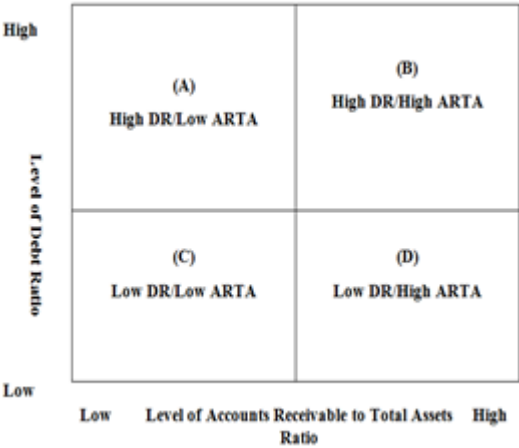 High
(A)
High DR/Low ARTA
(B)
High DR/High ARTA
Level of Debt Ratio
(C)
Low DR/Low ARTA
(D)
Low DR/High ARTA
Low
Low Level of Accounts Receivable to Total Assets High
Ratio